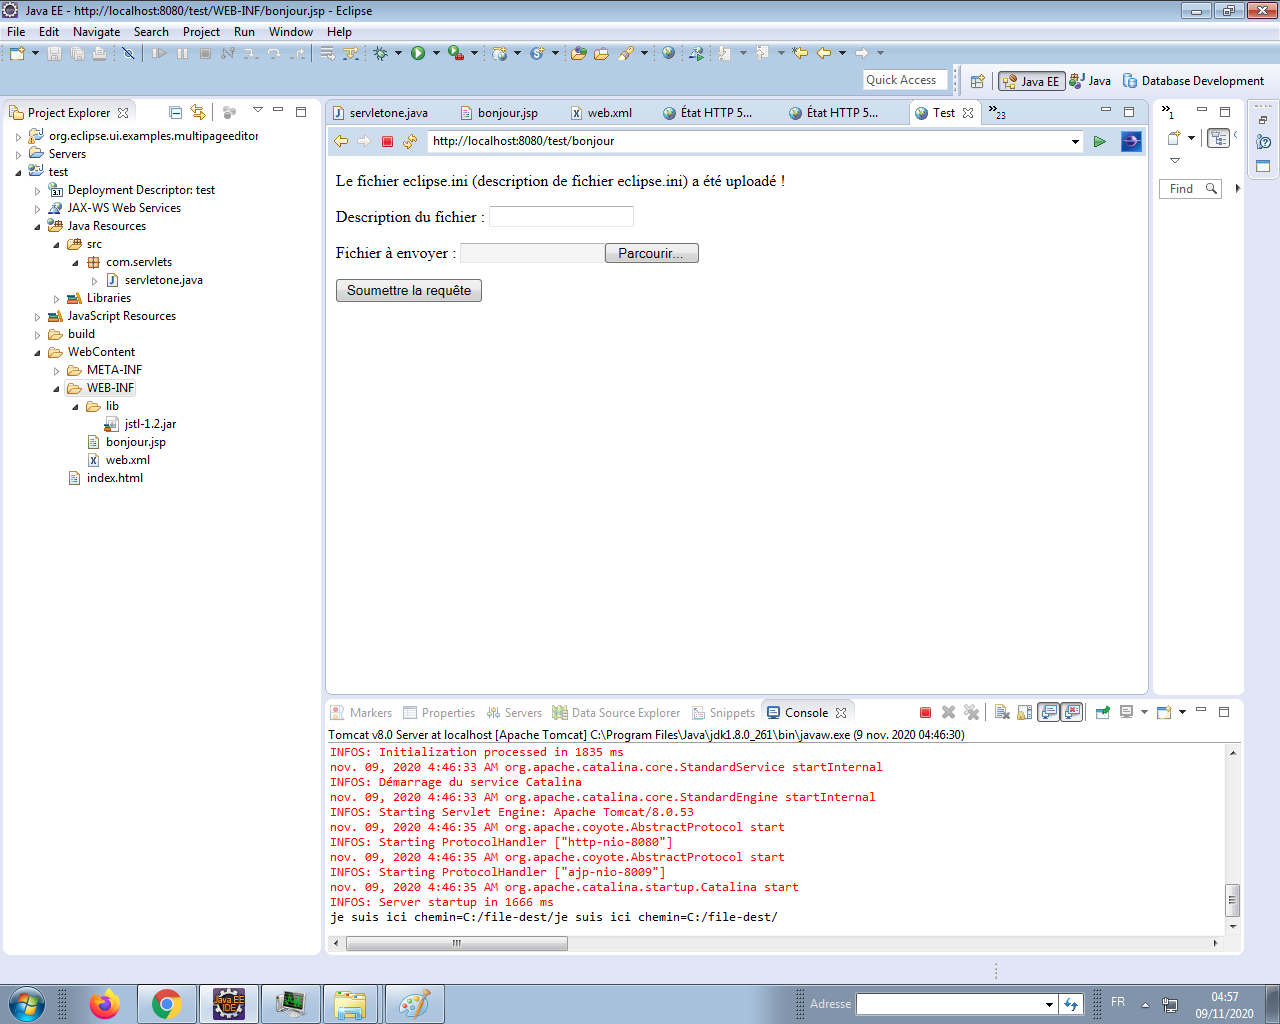 Java EE - http://localhost:8080/test/WEB-INF/bonjour.jsp - Eclipse
File Edit Navigate Search Project Run Window Help
Quick Access
Java EE
Java
Database Development
Project Explorer
org.eclipse.ui.examples.multipageeditor
Servers
test
Deployment Descriptor: test
JAX-WS Web Services
Java Resources
src
com.servlets
servletone.java
Libraries
JavaScript Resources
build
WebContent
META-INF
WEB-INF
lib
jstl-1.2.jar
bonjour.jsp
web.xml
index.html
servletone.java
bonjour.jsp
web.xml
État HTTP 5...
État HTTP 5...
Test
»23
http://localhost:8080/test/bonjour
Le fichier eclipse.ini (description de fichier eclipse.ini) a été uploadé !
Description du fichier :
Fichier à envoyer : Parcourir...
Soumettre la requête
»1
Find
Markers Properties Servers Data Source Explorer Snippets Console
Tomcat v8.0 Server at localhost [Apache Tomcat] C:\Program Files\Java\jdk1.8.0_261\bin\javaw.exe (9 nov. 2020 04:46:30)
INFOS: Initialization processed in 1835 ms
nov. 09, 2020 4:46:33 AM org.apache.catalina.core.StandardService startInternal
INFOS: Démarrage du service Catalina
nov. 09, 2020 4:46:33 AM org.apache.catalina.core.StandardEngine startInternal
INFOS: Starting Servlet Engine: Apache Tomcat/8.0.53
nov. 09, 2020 4:46:35 AM org.apache.coyote.AbstractProtocol start
INFOS: Starting ProtocolHandler ["http-nio-8080"]
nov. 09, 2020 4:46:35 AM org.apache.coyote.AbstractProtocol start
INFOS: Starting ProtocolHandler ["ajp-nio-8009"]
nov. 09, 2020 4:46:35 AM org.apache.catalina.startup.Catalina start
INFOS: Server startup in 1666 ms
je suis ici chemin=C:/file-dest/je suis ici chemin=C:/file-dest/
Java EE
IDE
Adresse
FR
04:57
09/11/2020